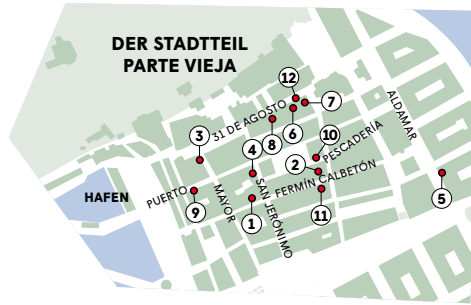 DER STADTTEIL
PARTE VIEJA
12
7
31 DE AGOSTO
6
8
ALDAMAR
3
4
10
PESCADERÍA
2
FERMÍN CALBETÓN
HAFEN
PUERTO
9
MAYOR
1
SAN JERÓNIMO
11
5